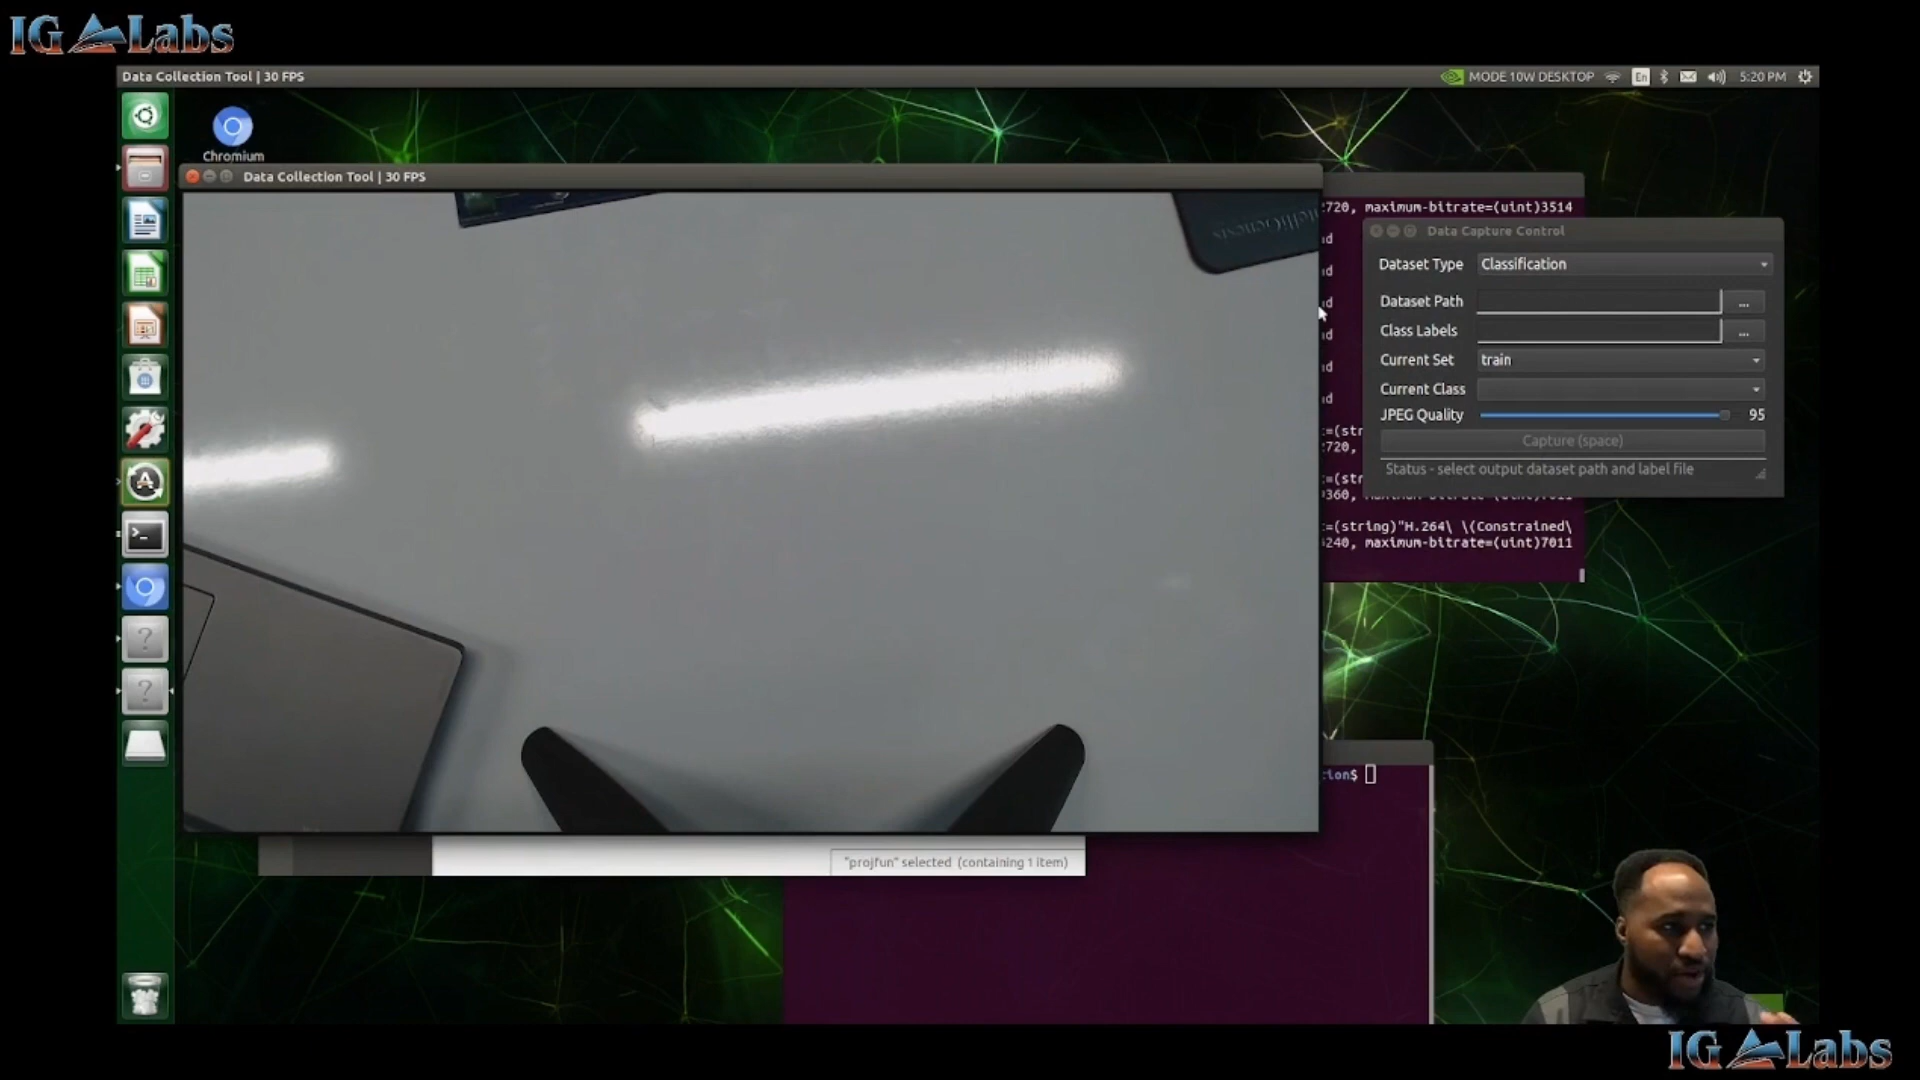 IG Labs
Data Collection Tool | 30 FPS
MODE 10W DESKTOP
En
5:20 PM
Chromium
Data Collection Tool | 30 FPS
720, maximum-bitrate=(uint)3514
Data Capture Control
Dataset Type
Classification
Dataset Path
...
Class Labels
...
Current Set
train
Current Class
JPEG Quality
95
Capture (space)
Status - select output dataset path and label file
=(string)"H.264\ \(Constrained\
240, maximum-bitrate=(uint)7011
tion$
"projfun" selected (containing 1 item)
IG Labs